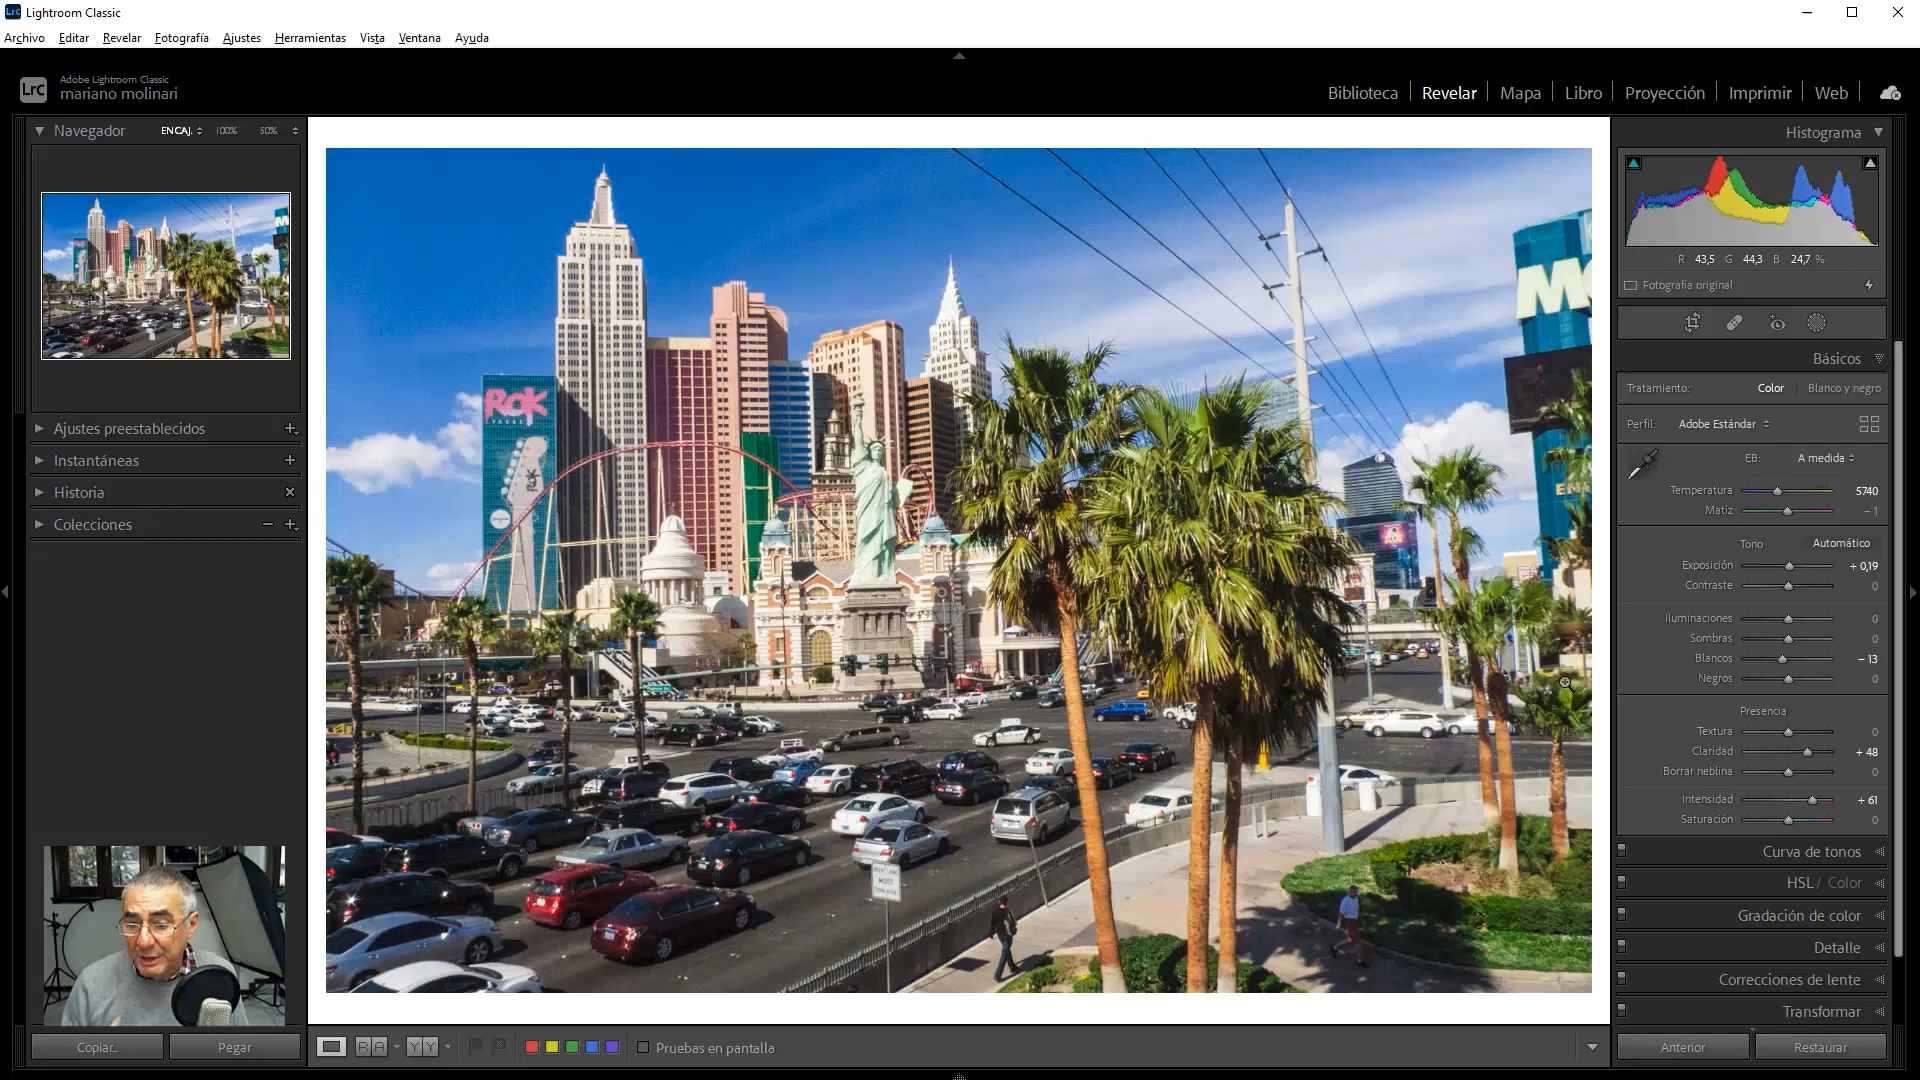 Lightroom Classic
Archivo Editar Revelar Fotografía Ajustes Herramientas Vista Ventana Ayuda
LrC
Adobe Lightroom Classic
mariano molinari
Biblioteca Revelar Mapa Libro Proyección Imprimir Web
Navegador ENCAJ. 100% 50%
Ajustes preestablecidos
Instantáneas
Historia
Colecciones
ROK
Copiar... Pegar
RA YY
Pruebas en pantalla
Histograma
R 43,5 G 44,3 B 24,7 %
Fotografía original
Básicos
Tratamiento: Color Blanco y negro
Perfil: Adobe Estándar
EB: A medida
Temperatura 5740
Matiz – 1
Tono Automático
Exposición + 0,19
Contraste 0
Iluminaciones 0
Sombras 0
Blancos – 13
Negros 0
Presencia
Textura 0
Claridad + 48
Borrar neblina 0
Intensidad + 61
Saturación 0
Curva de tonos
HSL / Color
Gradación de color
Detalle
Correcciones de lente
Transformar
Anterior Restaurar